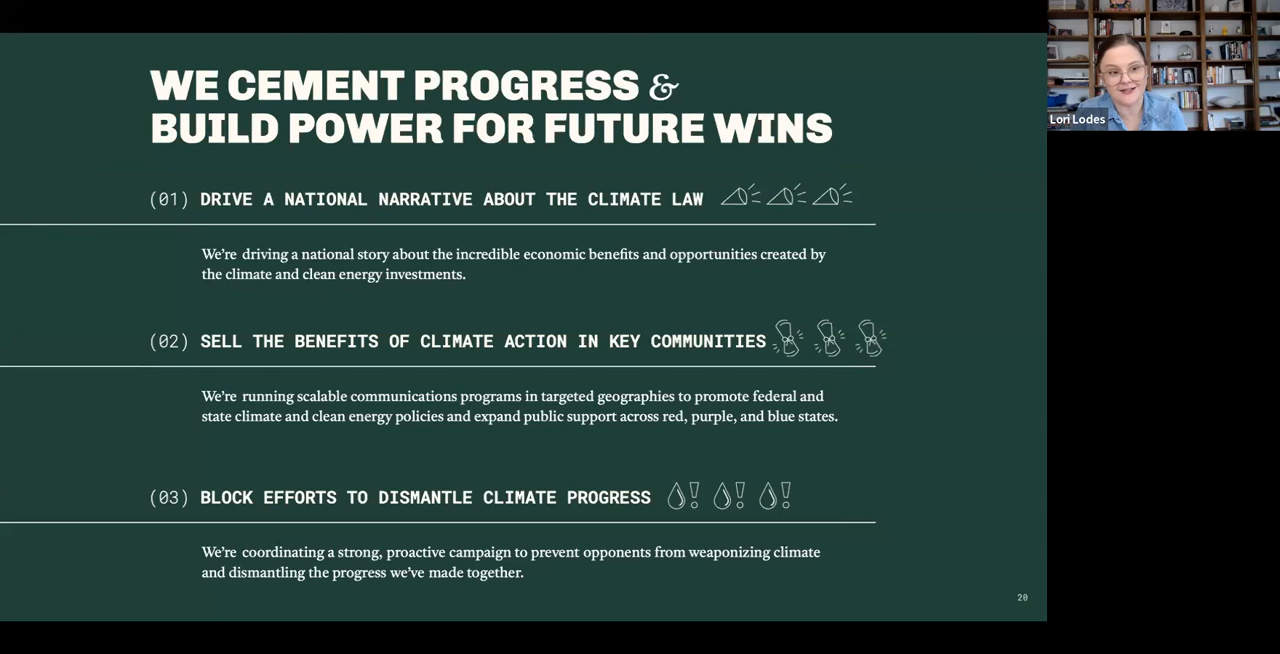 WE CEMENT PROGRESS &
BUILD POWER FOR FUTURE WINS
(01) DRIVE A NATIONAL NARRATIVE ABOUT THE CLIMATE LAW
We're driving a national story about the incredible economic benefits and opportunities created by
the climate and clean energy investments.
(02) SELL THE BENEFITS OF CLIMATE ACTION IN KEY COMMUNITIES
We're running scalable communications programs in targeted geographies to promote federal and
state climate and clean energy policies and expand public support across red, purple, and blue states.
(03) BLOCK EFFORTS TO DISMANTLE CLIMATE PROGRESS
We're coordinating a strong, proactive campaign to prevent opponents from weaponizing climate
and dismantling the progress we've made together.
20
Lori Lodes